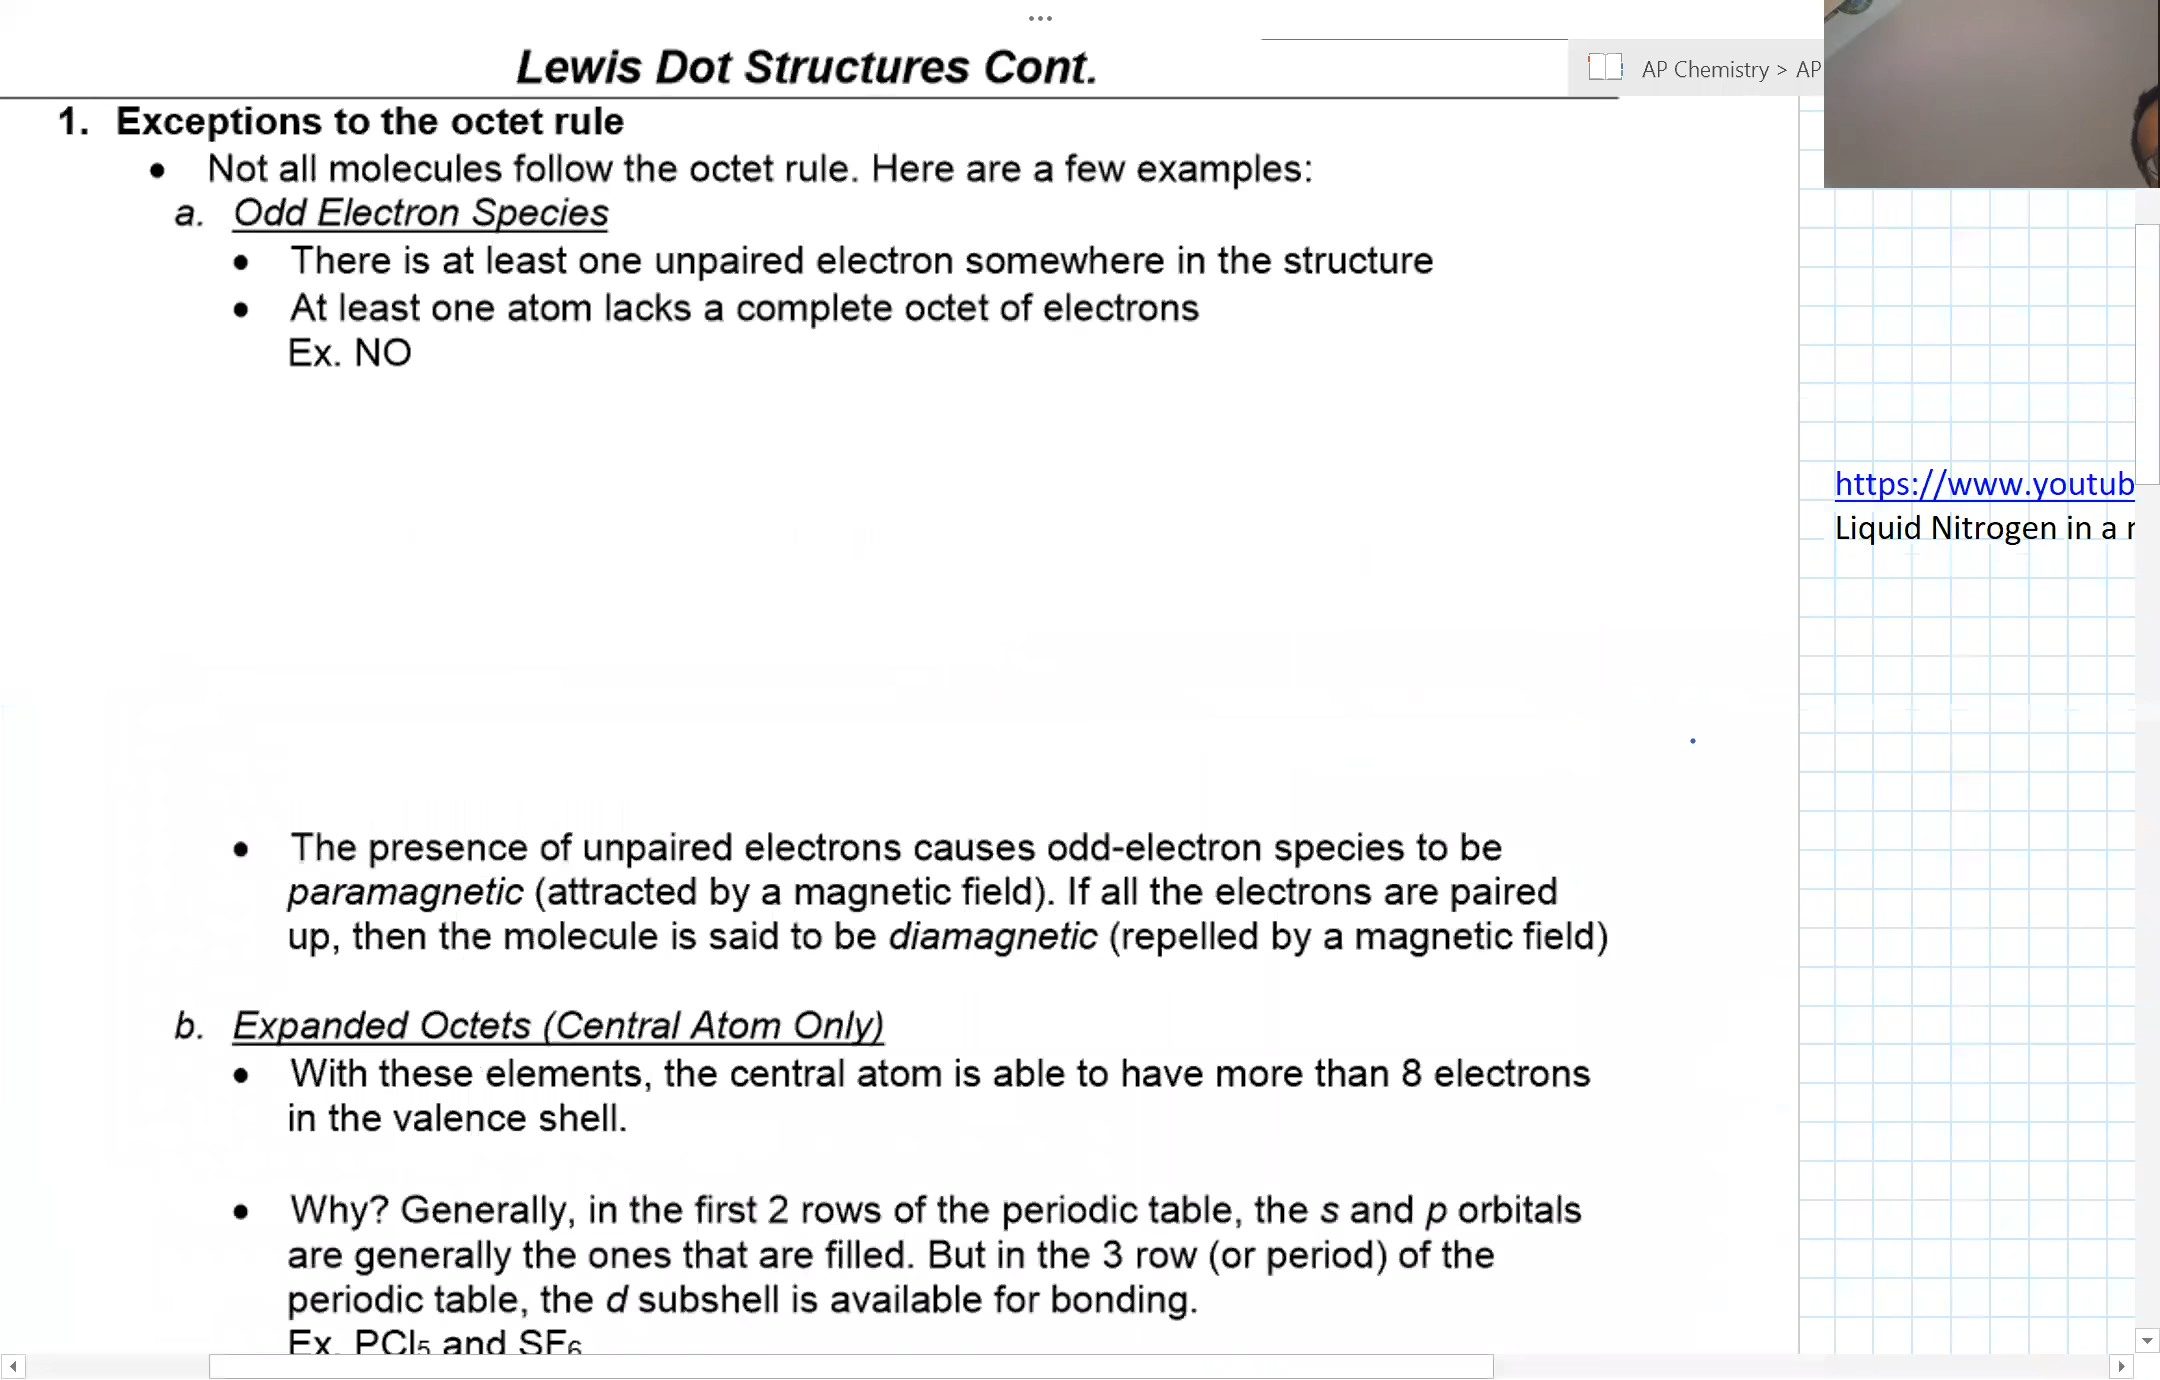 Lewis Dot Structures Cont.
AP Chemistry > AP
1. Exceptions to the octet rule
• Not all molecules follow the octet rule. Here are a few examples:
a. Odd Electron Species
• There is at least one unpaired electron somewhere in the structure
• At least one atom lacks a complete octet of electrons
Ex. NO
https://www.youtub
Liquid Nitrogen in a
• The presence of unpaired electrons causes odd-electron species to be
paramagnetic (attracted by a magnetic field). If all the electrons are paired
up, then the molecule is said to be diamagnetic (repelled by a magnetic field)
b. Expanded Octets (Central Atom Only)
• With these elements, the central atom is able to have more than 8 electrons
in the valence shell.
• Why? Generally, in the first 2 rows of the periodic table, the s and p orbitals
are generally the ones that are filled. But in the 3 row (or period) of the
periodic table, the d subshell is available for bonding.
Ex. PCl₅ and SF₆